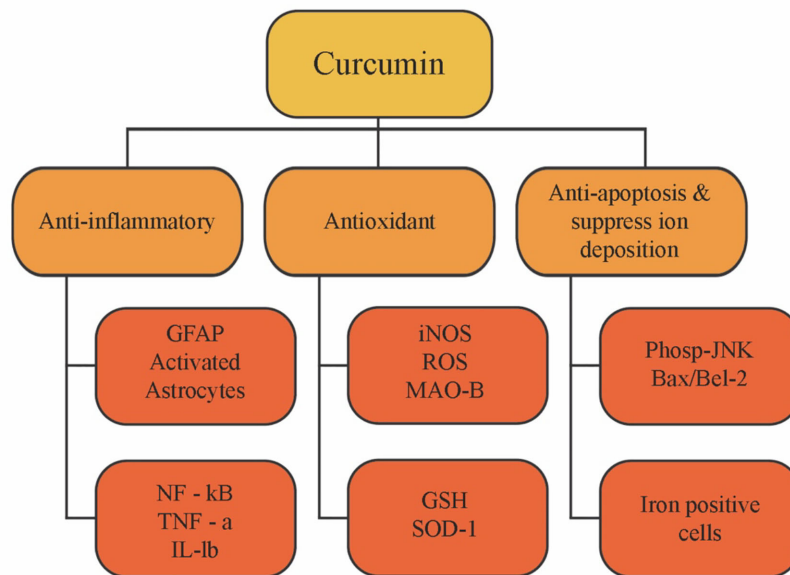 Curcumin
Anti-inflammatory
Antioxidant
Anti-apoptosis &
suppress ion
deposition
GFAP
Activated
Astrocytes
iNOS
ROS
MAO-B
Phosp-JNK
Bax/Bel-2
NF - kB
TNF - a
IL-lb
GSH
SOD-1
Iron positive
cells